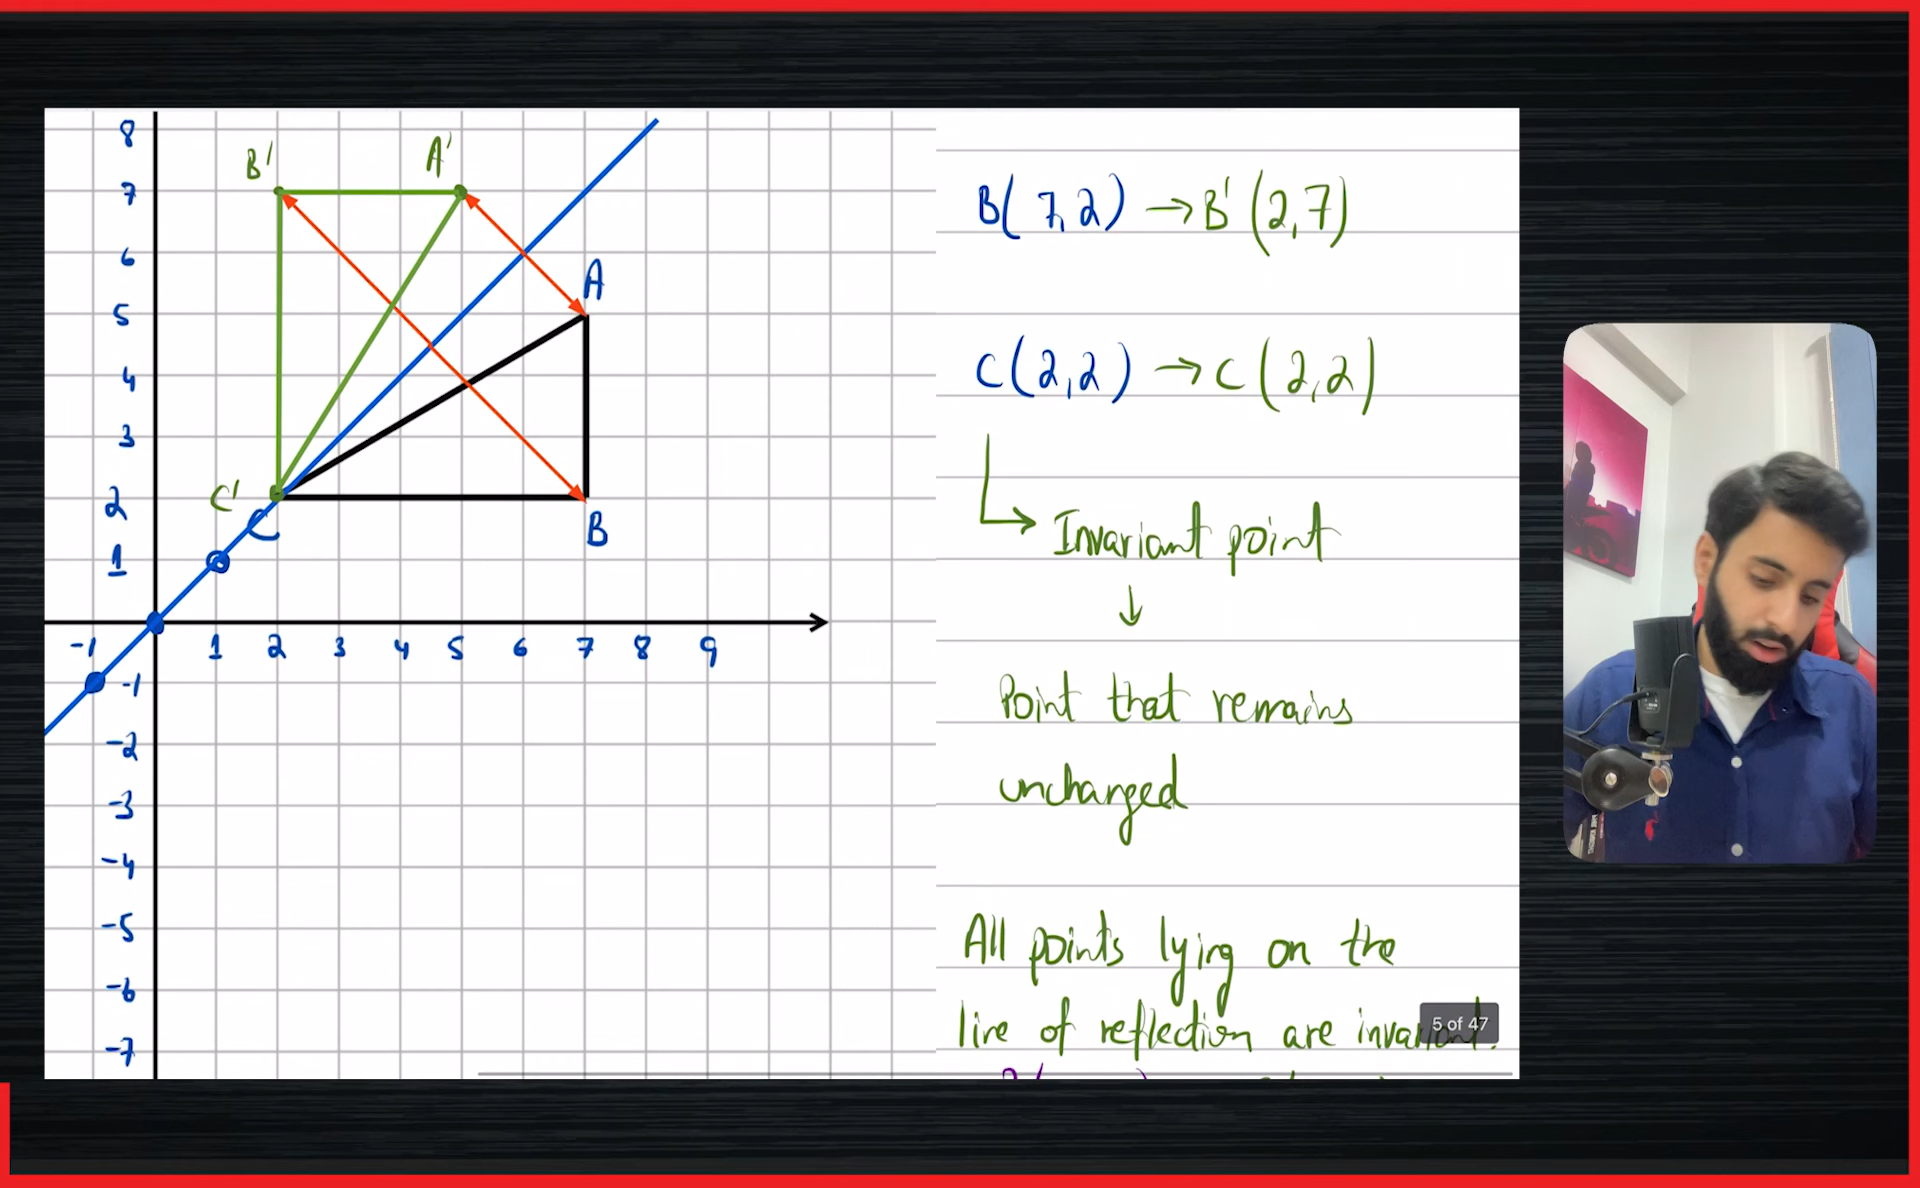 8
B'
A'
7
6
A
5
4
3
C'
2
C
B
1
-1
1
2
3
4
5
6
7
8
9
-1
-2
-3
-4
-5
-6
-7
B(7,2) → B'(2,7)
C(2,2) → C(2,2)
Invariant point
↓
Point that remains
unchanged
All points lying on the
line of reflection are invariant.
5 of 47